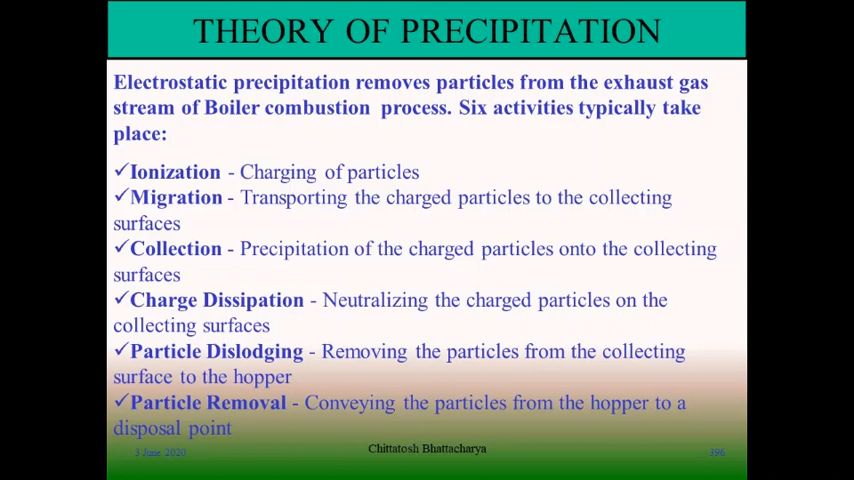 THEORY OF PRECIPITATION
Electrostatic precipitation removes particles from the exhaust gas
stream of Boiler combustion process. Six activities typically take
place:
✓Ionization - Charging of particles
✓Migration - Transporting the charged particles to the collecting
surfaces
✓Collection - Precipitation of the charged particles onto the collecting
surfaces
✓Charge Dissipation - Neutralizing the charged particles on the
collecting surfaces
✓Particle Dislodging - Removing the particles from the collecting
surface to the hopper
✓Particle Removal - Conveying the particles from the hopper to a
disposal point
3 June 2020 Chittatosh Bhattacharya 396